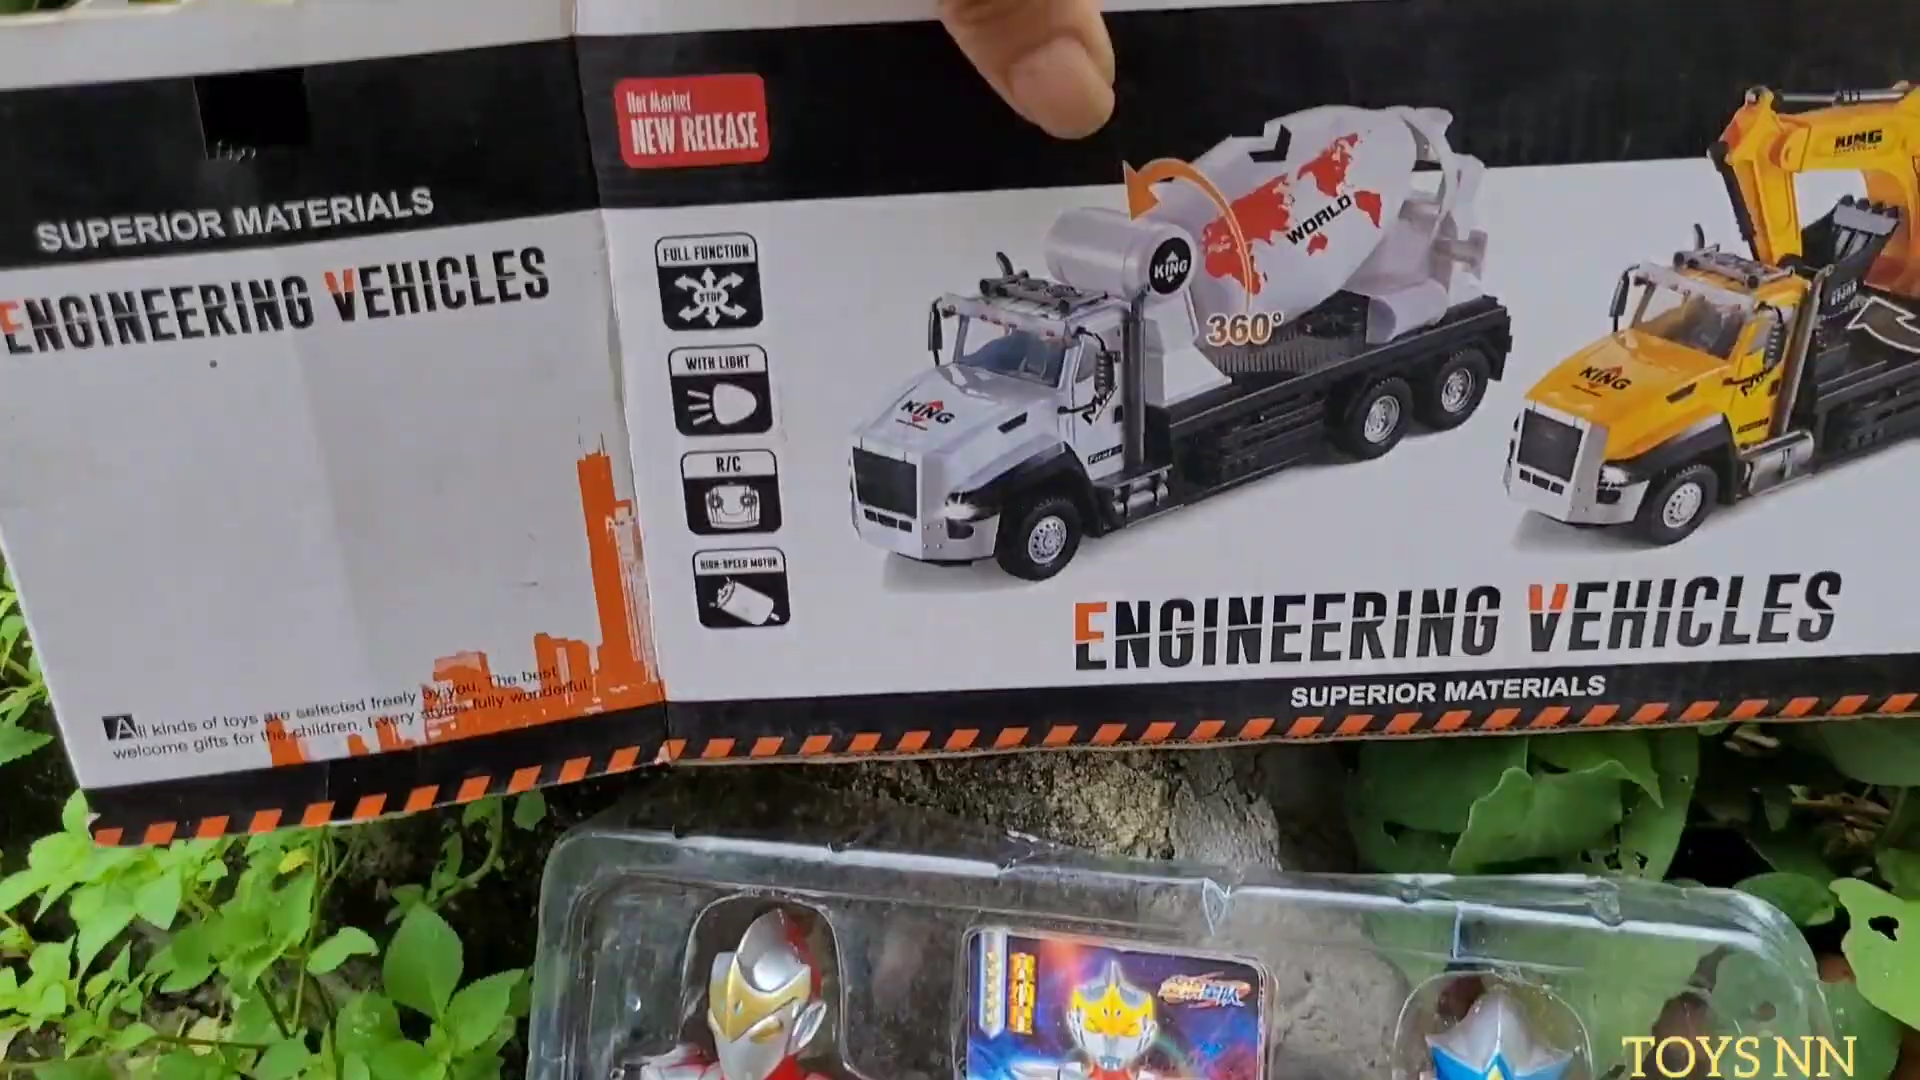 SUPERIOR MATERIALS
ENGINEERING VEHICLES
All kinds of toys are selected freely by you. The best
welcome gifts for the children, Every styles fully wonderful.
Hot Market
NEW RELEASE
FULL FUNCTION
STOP
WITH LIGHT
R/C
HIGH-SPEED MOTOR
KING
WORLD
360°
KING
KING
KING
ENGINEERING VEHICLES
SUPERIOR MATERIALS
TOYS NN